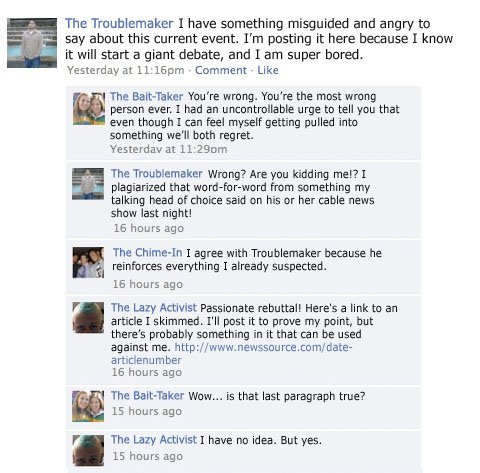 The Troublemaker I have something misguided and angry to
say about this current event. I'm posting it here because I know
it will start a giant debate, and I am super bored.
Yesterday at 11:16pm · Comment · Like
The Bait-Taker You're wrong. You're the most wrong
person ever. I had an uncontrollable urge to tell you that
even though I can feel myself getting pulled into
something we'll both regret.
Yesterday at 11:29pm
The Troublemaker Wrong? Are you kidding me!? I
plagiarized that word-for-word from something my
talking head of choice said on his or her cable news
show last night!
16 hours ago
The Chime-In I agree with Troublemaker because he
reinforces everything I already suspected.
16 hours ago
The Lazy Activist Passionate rebuttal! Here's a link to an
article I skimmed. I'll post it to prove my point, but
there's probably something in it that can be used
against me. http://www.newssource.com/date-
articlenumber
16 hours ago
The Bait-Taker Wow... is that last paragraph true?
15 hours ago
The Lazy Activist I have no idea. But yes.
15 hours ago